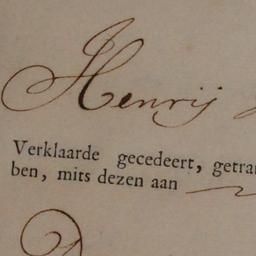 Henrij
Verklaarde gecedeert, getra
ben, mits dezen aan